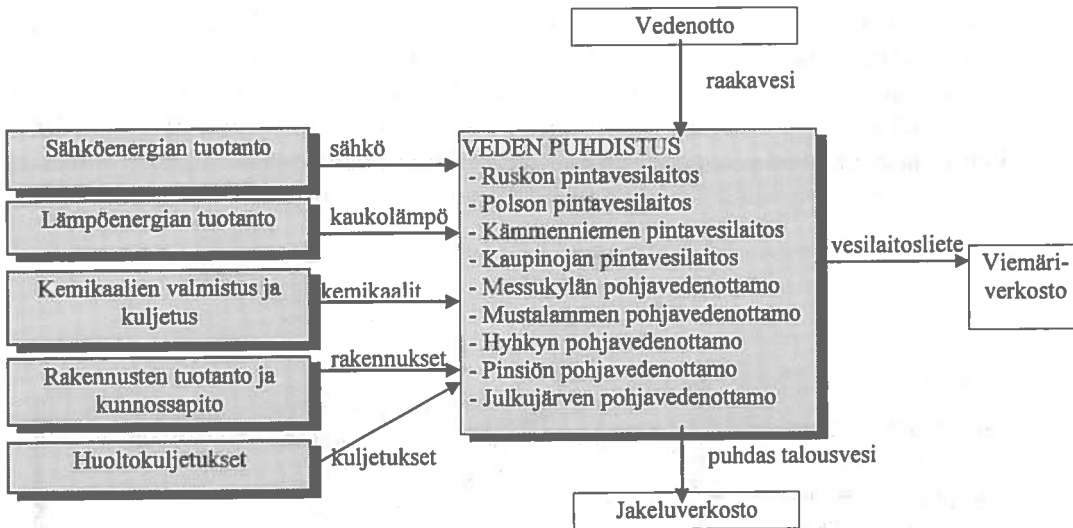 Vedenotto
raakavesi
Sähköenergian tuotanto
sähkö
Lämpöenergian tuotanto
kaukolämpö
Kemikaalien valmistus ja
kuljetus
kemikaalit
Rakennusten tuotanto ja
kunnossapito
rakennukset
Huoltokuljetukset
kuljetukset
VEDEN PUHDISTUS
- Ruskon pintavesilaitos
- Polson pintavesilaitos
- Kämmenniemen pintavesilaitos
- Kaupinojan pintavesilaitos
- Messukylän pohjavedenottamo
- Mustalammen pohjavedenottamo
- Hyhkyn pohjavedenottamo
- Pinsiön pohjavedenottamo
- Julkujärven pohjavedenottamo
vesilaitosliete
Viemäri-
verkosto
puhdas talousvesi
Jakeluverkosto